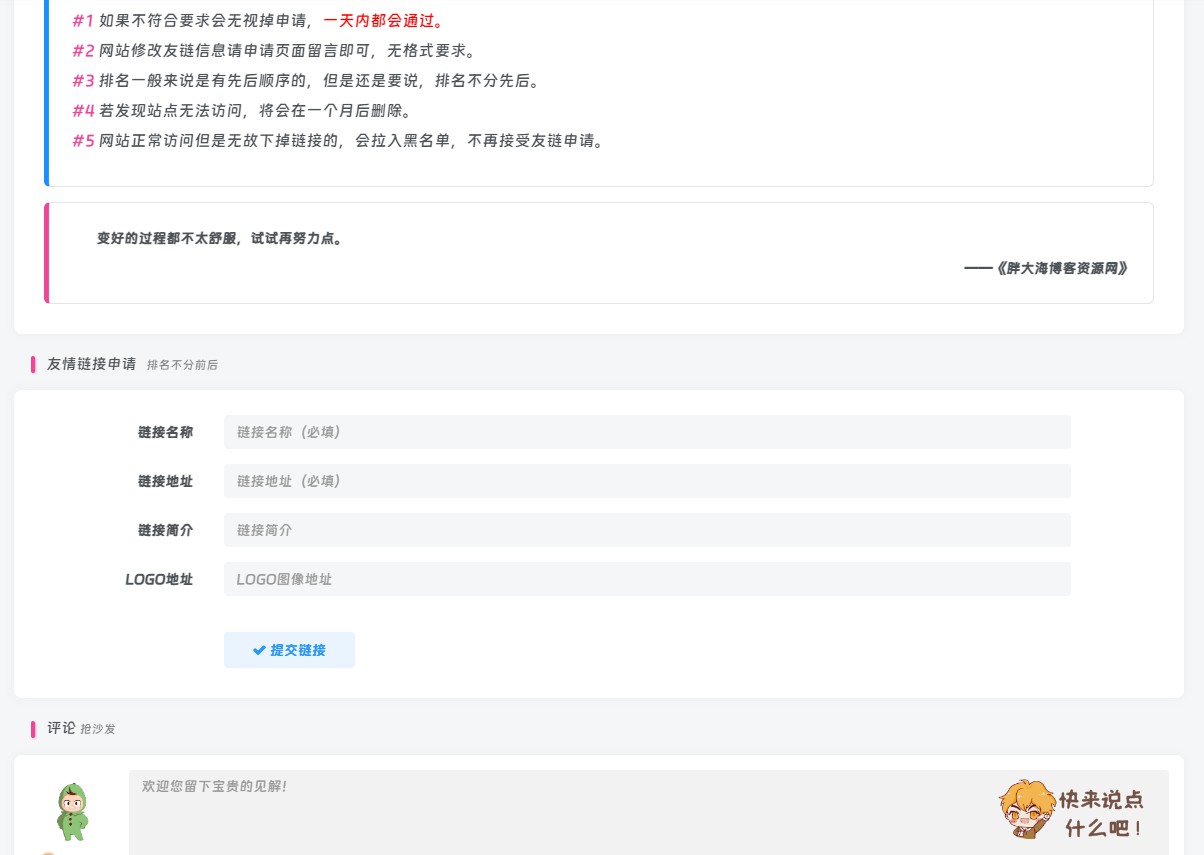 #1 如果不符合要求会无视掉申请，一天内都会通过。
#2 网站修改友链信息请申请页面留言即可，无格式要求。
#3 排名一般来说是有先后顺序的，但是还是要说，排名不分先后。
#4 若发现站点无法访问，将会在一个月后删除。
#5 网站正常访问但是无故下掉链接的，会拉入黑名单，不再接受友链申请。
变好的过程都不太舒服，试试再努力点。
——《胖大海博客资源网》
友情链接申请 排名不分前后
链接名称 链接名称（必填）
链接地址 链接地址（必填）
链接简介 链接简介
LOGO地址 LOGO图像地址
提交链接
评论 抢沙发
欢迎您留下宝贵的见解！
快来说点
什么吧！